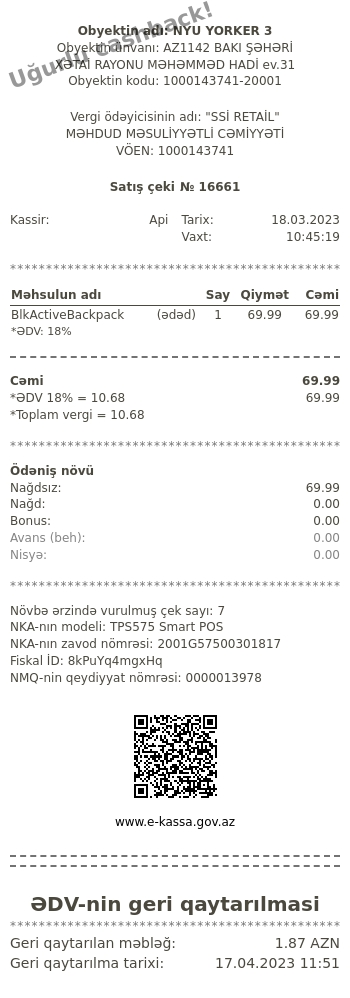 Uğurlu cashback!
Obyektin adı: NYU YORKER 3
Obyektin ünvanı: AZ1142 BAKI ŞƏHƏRİ
XƏTAİ RAYONU MƏHƏMMƏD HADİ ev.31
Obyektin kodu: 1000143741-20001
Vergi ödəyicisinin adı: "SSİ RETAİL"
MƏHDUD MƏSULİYYƏTLİ CƏMİYYƏTİ
VÖEN: 1000143741
Satış çeki № 16661
Kassir: Api Tarix: 18.03.2023
Vaxt: 10:45:19
****************************************************
Məhsulun adı Say Qiymət Cəmi
BlkActiveBackpack (ədəd) 1 69.99 69.99
*ƏDV: 18%
Cəmi 69.99
*ƏDV 18% = 10.68 69.99
*Toplam vergi = 10.68
****************************************************
Ödəniş növü
Nağdsız: 69.99
Nağd: 0.00
Bonus: 0.00
Avans (beh): 0.00
Nisyə: 0.00
****************************************************
Növbə ərzində vurulmuş çek sayı: 7
NKA-nın modeli: TPS575 Smart POS
NKA-nın zavod nömrəsi: 2001G57500301817
Fiskal İD: 8kPuYq4mgxHq
NMQ-nin qeydiyyat nömrəsi: 0000013978
www.e-kassa.gov.az
ƏDV-nin geri qaytarılması
****************************************************
Geri qaytarılan məbləğ: 1.87 AZN
Geri qaytarılma tarixi: 17.04.2023 11:51